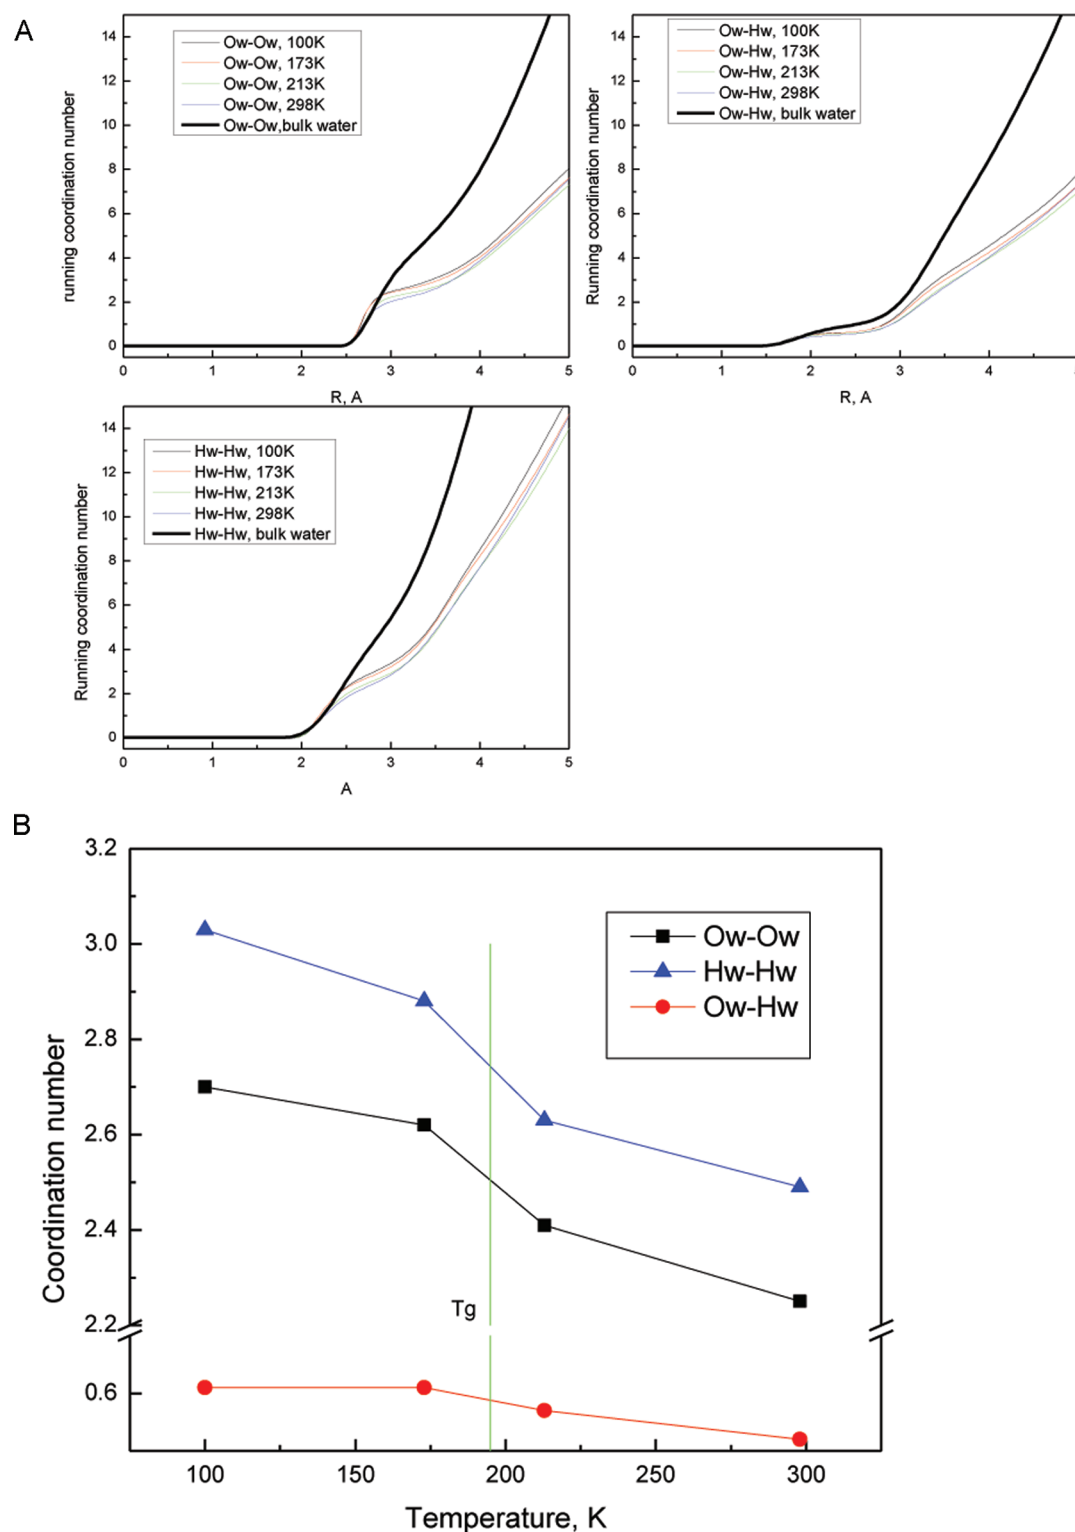 A
14
12
10
8
6
4
2
0
running coordination number
Ow-Ow, 100K
Ow-Ow, 173K
Ow-Ow, 213K
Ow-Ow, 298K
Ow-Ow,bulk water
0 1 2 3 4 5
R, A
14
12
10
8
6
4
2
0
Running coordination number
Ow-Hw, 100K
Ow-Hw, 173K
Ow-Hw, 213K
Ow-Hw, 298K
Ow-Hw, bulk water
0 1 2 3 4
R, A
14
12
10
8
6
4
2
0
Running coordination number
Hw-Hw, 100K
Hw-Hw, 173K
Hw-Hw, 213K
Hw-Hw, 298K
Hw-Hw, bulk water
0 1 2 3 4 5
A
B
3.2
3.0
2.8
2.6
2.4
2.2
0.6
Coordination number
Ow-Ow
Hw-Hw
Ow-Hw
Tg
100 150 200 250 300
Temperature, K